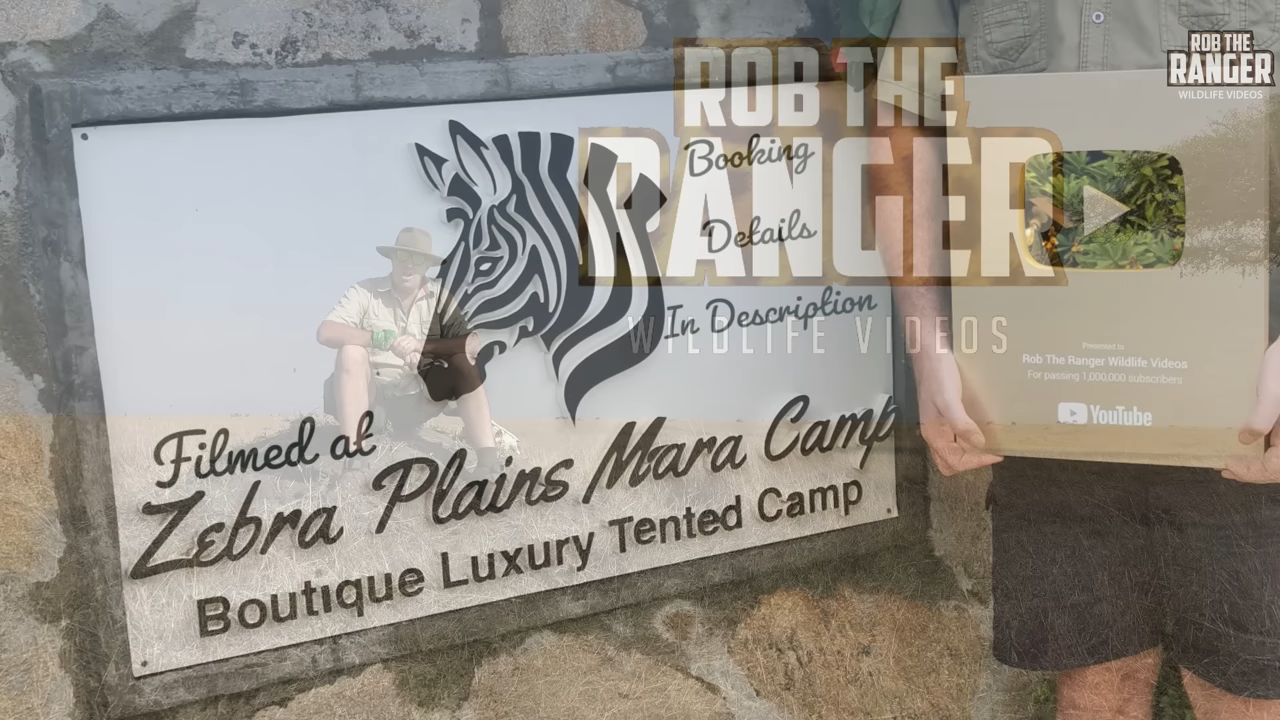 ROB THE
RANGER
WILDLIFE VIDEOS
ROB THE
RANGER
WILDLIFE VIDEOS
Booking
Details
In Description
Presented to
Rob The Ranger Wildlife Videos
For passing 1,000,000 subscribers
YouTube
Filmed at
Zebra Plains Mara Camp
Boutique Luxury Tented Camp